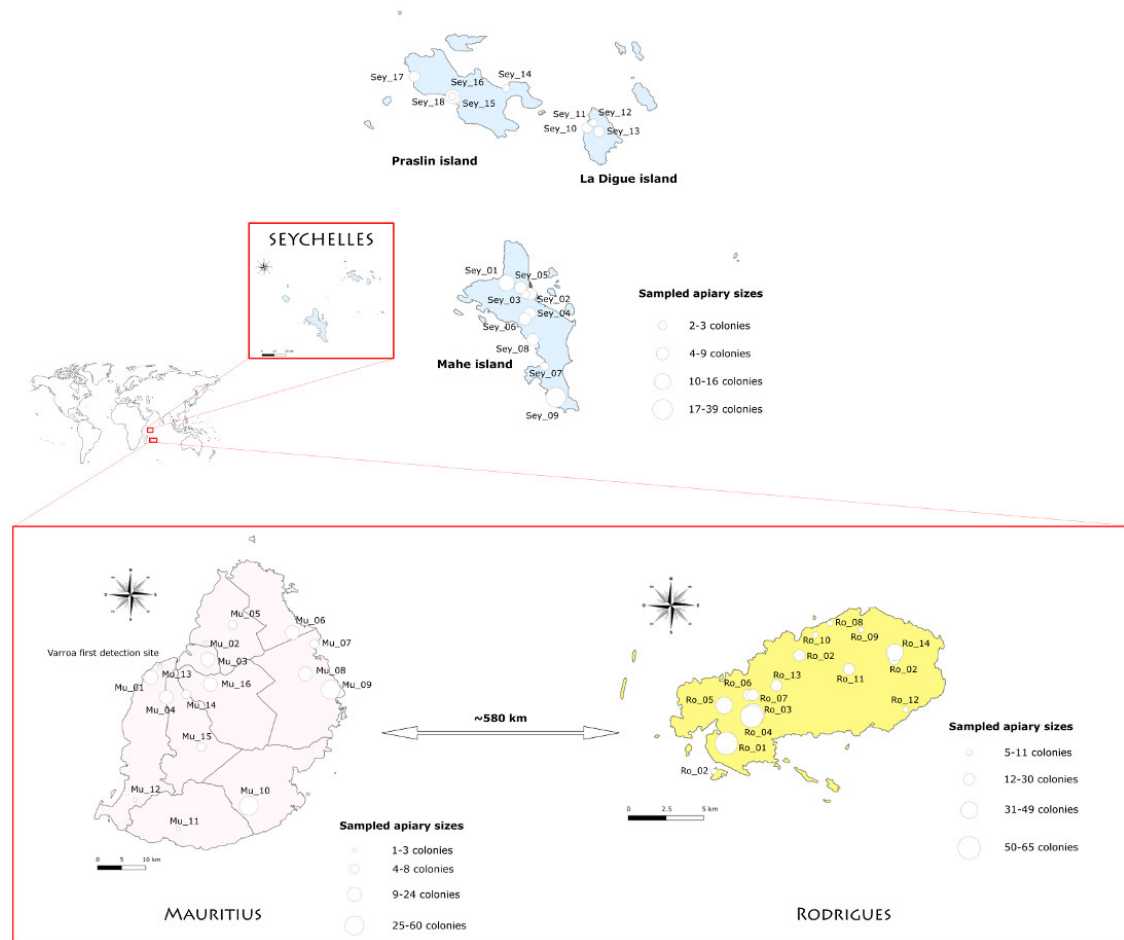 Sey_17
Sey_16
Sey_14
Sey_18
Sey_15
Sey_11
Sey_12
Sey_10
Sey_13
Praslin island
La Digue island
SEYCHELLES
Sey_01
Sey_05
Sey_03
Sey_02
Sey_04
Sey_06
Sey_08
Mahe island
Sey_07
Sey_09
Sampled apiary sizes
2-3 colonies
4-9 colonies
10-16 colonies
17-39 colonies
Mu_05
Mu_06
Mu_02
Mu_07
Varroa first detection site
Mu_03
Mu_13
Mu_08
Mu_01
Mu_16
Mu_09
Mu_04
Mu_14
Mu_15
Mu_12
Mu_10
Mu_11
0 5 10 km
Sampled apiary sizes
1-3 colonies
4-8 colonies
9-24 colonies
25-60 colonies
MAURITIUS
~580 km
Ro_08
Ro_10
Ro_09
Ro_14
Ro_02
Ro_02
Ro_11
Ro_13
Ro_06
Ro_07
Ro_05
Ro_03
Ro_12
Ro_04
Ro_01
Ro_02
0 2.5 5 km
Sampled apiary sizes
5-11 colonies
12-30 colonies
31-49 colonies
50-65 colonies
RODRIGUES